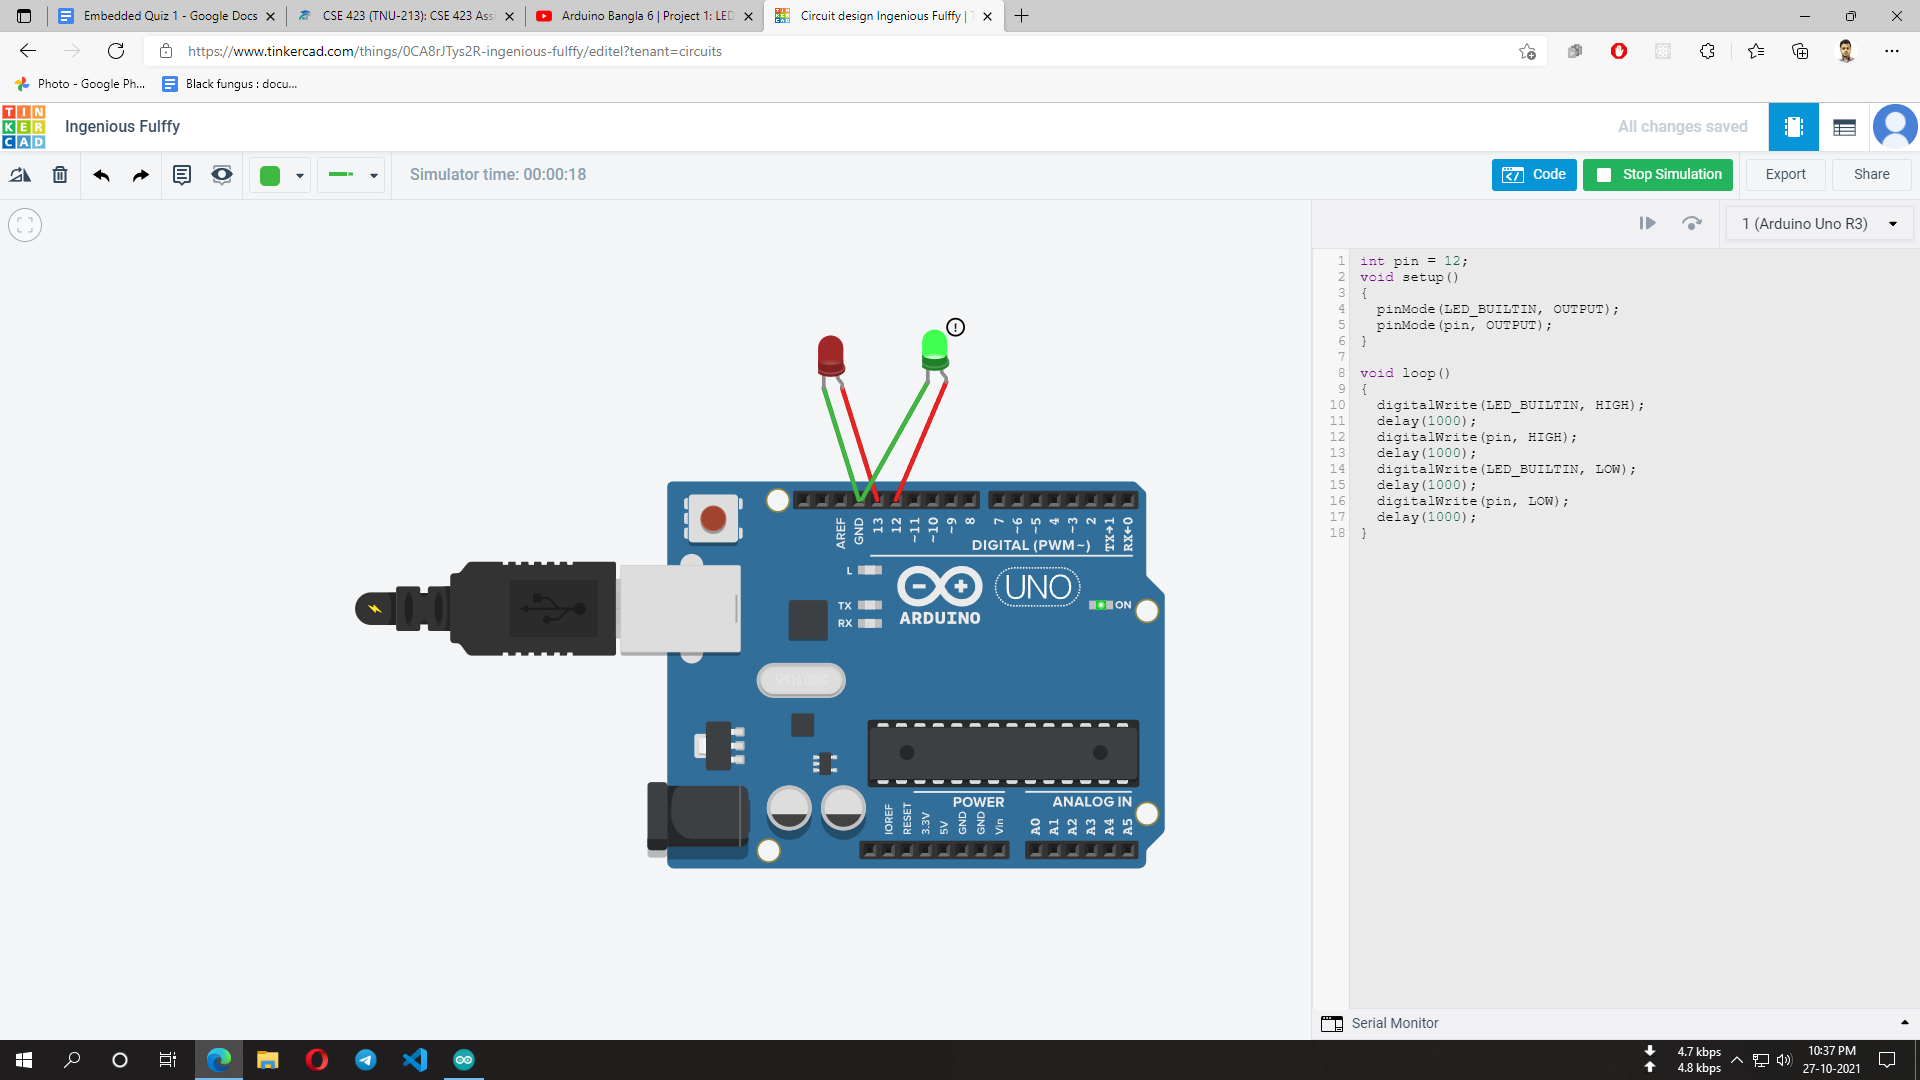 Embedded Quiz 1 - Google Docs
CSE 423 (TNU-213): CSE 423 Ass
Arduino Bangla 6 | Project 1: LED
Circuit design Ingenious Fulffy | T
https://www.tinkercad.com/things/0CA8rJTys2R-ingenious-fulffy/editel?tenant=circuits
Photo - Google Ph...
Black fungus : docu...
TIN
KER
CAD
Ingenious Fulffy
All changes saved
Simulator time: 00:00:18
Code
Stop Simulation
Export
Share
1 (Arduino Uno R3)
1 int pin = 12;
2 void setup()
3 {
4 pinMode(LED_BUILTIN, OUTPUT);
5 pinMode(pin, OUTPUT);
6 }
7
8 void loop()
9 {
10 digitalWrite(LED_BUILTIN, HIGH);
11 delay(1000);
12 digitalWrite(pin, HIGH);
13 delay(1000);
14 digitalWrite(LED_BUILTIN, LOW);
15 delay(1000);
16 digitalWrite(pin, LOW);
17 delay(1000);
18 }
AREF GND 13 12 ~11 ~10 ~9 8 7 ~6 ~5 4 ~3 2 TX→1 RX←0
DIGITAL (PWM~)
L
TX
RX
UNO
ARDUINO
ON
POWER
ANALOG IN
IOREF RESET 3.3V 5V GND GND Vin A0 A1 A2 A3 A4 A5
Serial Monitor
4.7 kbps
4.8 kbps
10:37 PM
27-10-2021